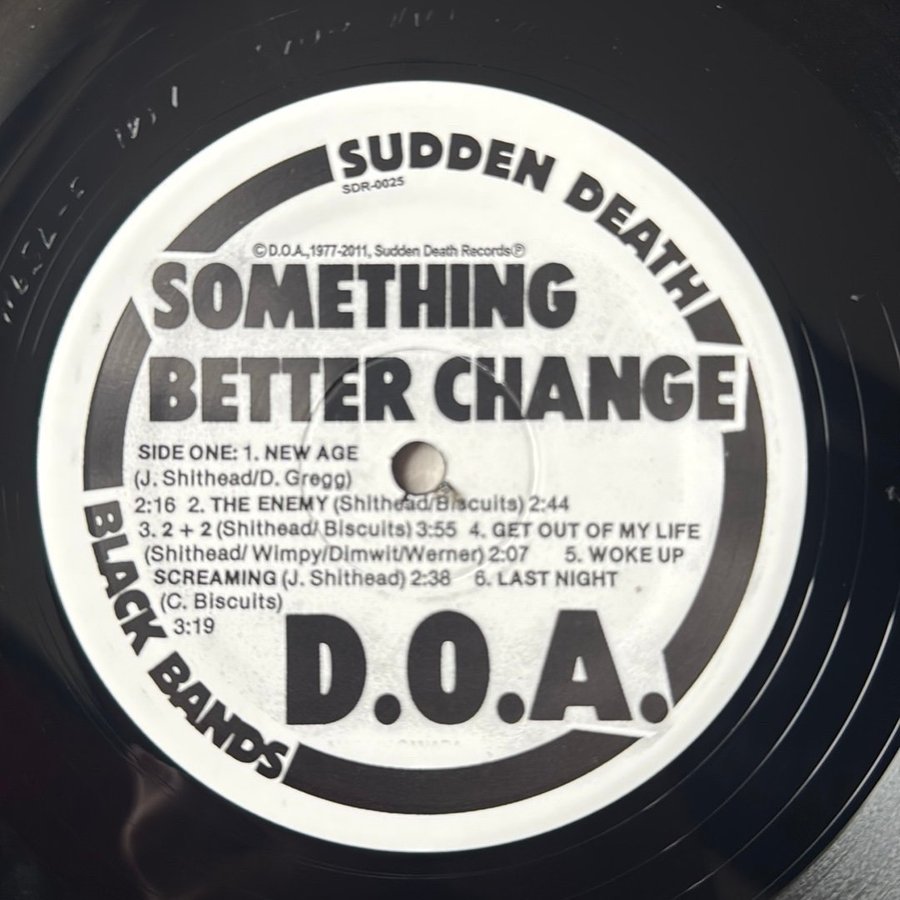 SUDDEN DEATH
SDR-0025
©D.O.A.,1977-2011, Sudden Death Records℗
SOMETHING
BETTER CHANGE
SIDE ONE: 1. NEW AGE
(J. Shithead/D. Gregg)
2:16 2. THE ENEMY (Shithead/Biscuits) 2:44
3. 2 + 2 (Shithead/ Biscuits) 3:55 4. GET OUT OF MY LIFE
(Shithead/ Wimpy/Dimwit/Werner) 2:07 5. WOKE UP
SCREAMING (J. Shithead) 2:38 6. LAST NIGHT
(C. Biscuits)
3:19
D.O.A.
BLACK BANDS